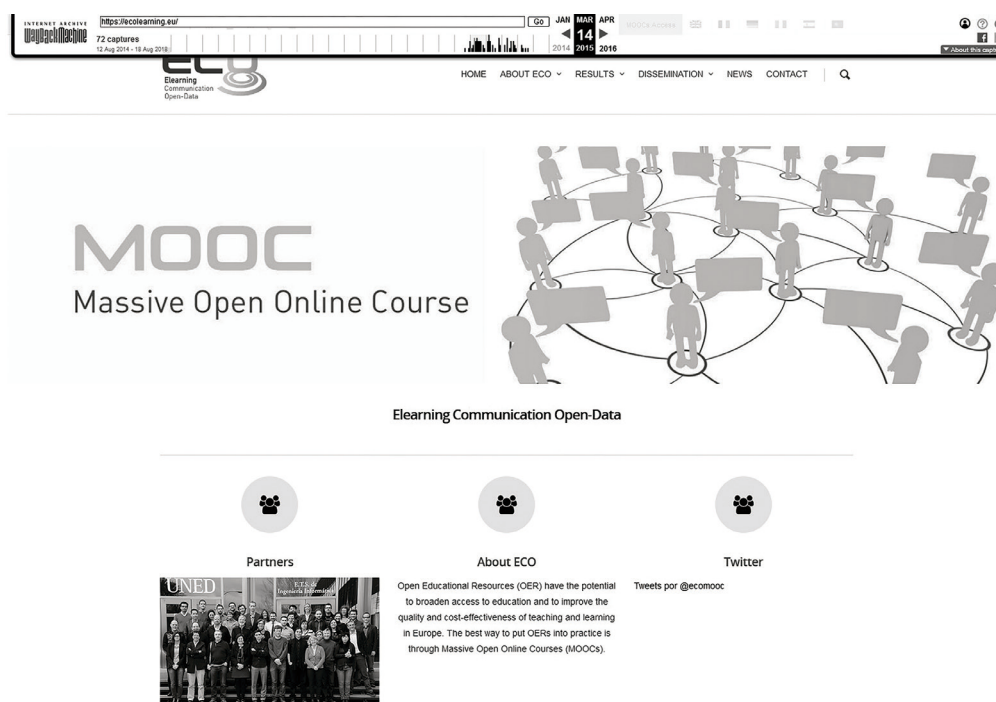 INTERNET ARCHIVE
WayBackMachine
https://ecolearning.eu/
Go
JAN MAR APR
14
2014 2015 2016
72 captures
12 Aug 2014 - 18 Aug 2018
MOOCs Access
About this capt
ECO
Elearning
Communication
Open-Data
HOME ABOUT ECO RESULTS DISSEMINATION NEWS CONTACT
MOOC
Massive Open Online Course
Elearning Communication Open-Data
Partners
UNED
E.T.S. de
Ingeniería Informática
About ECO
Open Educational Resources (OER) have the potential
to broaden access to education and to improve the
quality and cost-effectiveness of teaching and learning
in Europe. The best way to put OERs into practice is
through Massive Open Online Courses (MOOCs).
Twitter
Tweets por @ecomooc